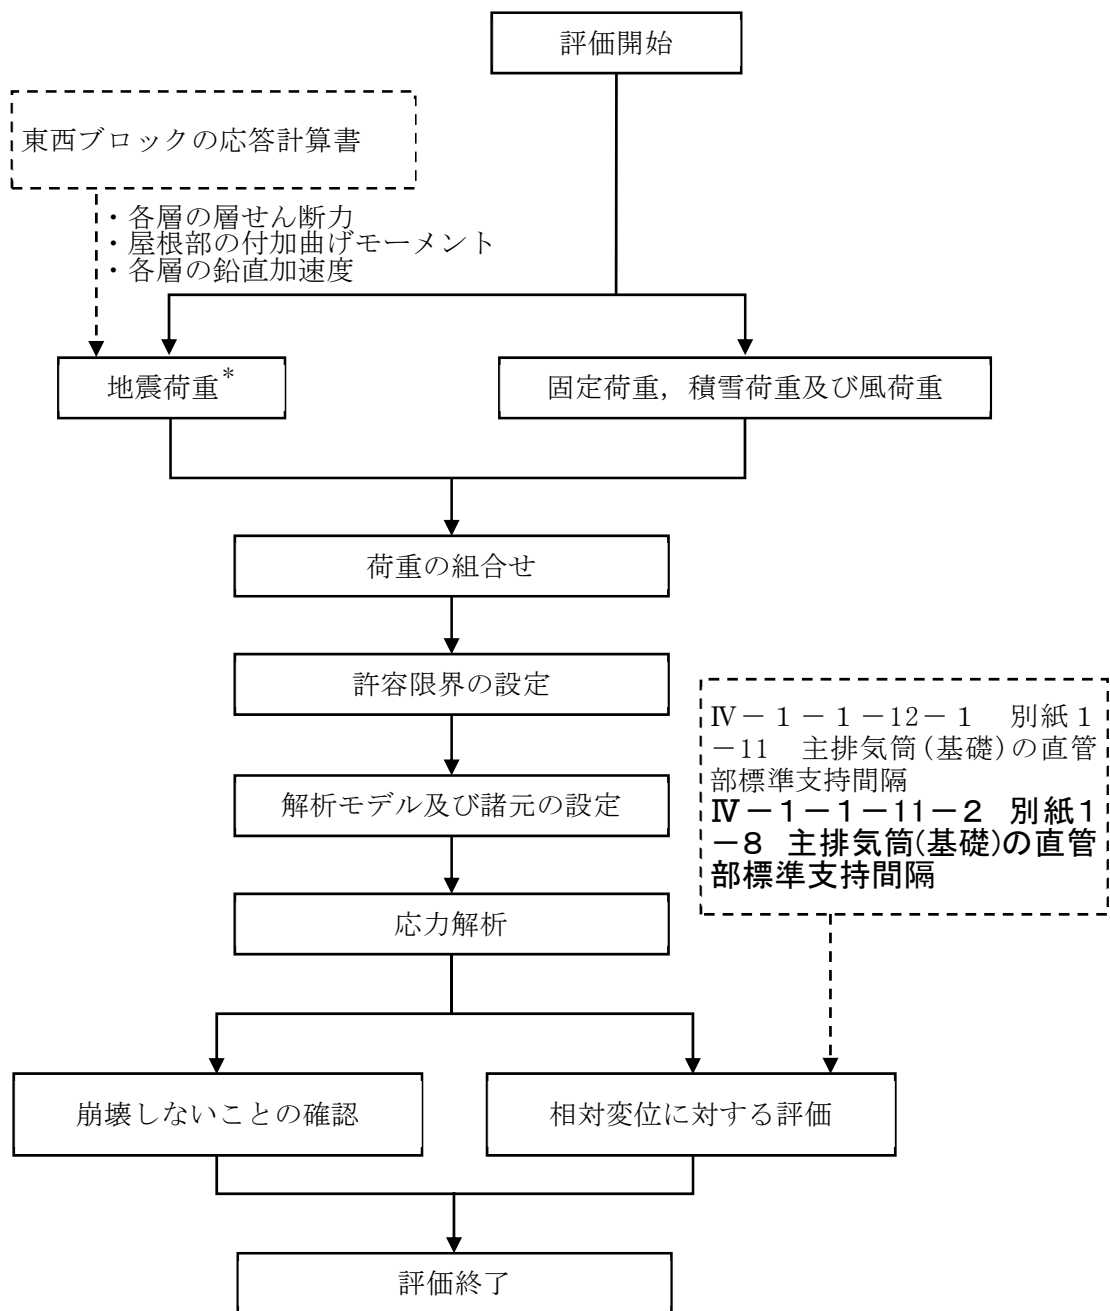 評価開始
東西ブロックの応答計算書
・各層の層せん断力
・屋根部の付加曲げモーメント
・各層の鉛直加速度
地震荷重*
固定荷重，積雪荷重及び風荷重
荷重の組合せ
許容限界の設定
解析モデル及び諸元の設定
Ⅳ－１－１－12－１　別紙１
－11　主排気筒(基礎)の直管
部標準支持間隔
Ⅳ－１－１－11－２　別紙１
－８　主排気筒(基礎)の直管
部標準支持間隔
応力解析
崩壊しないことの確認
相対変位に対する評価
評価終了